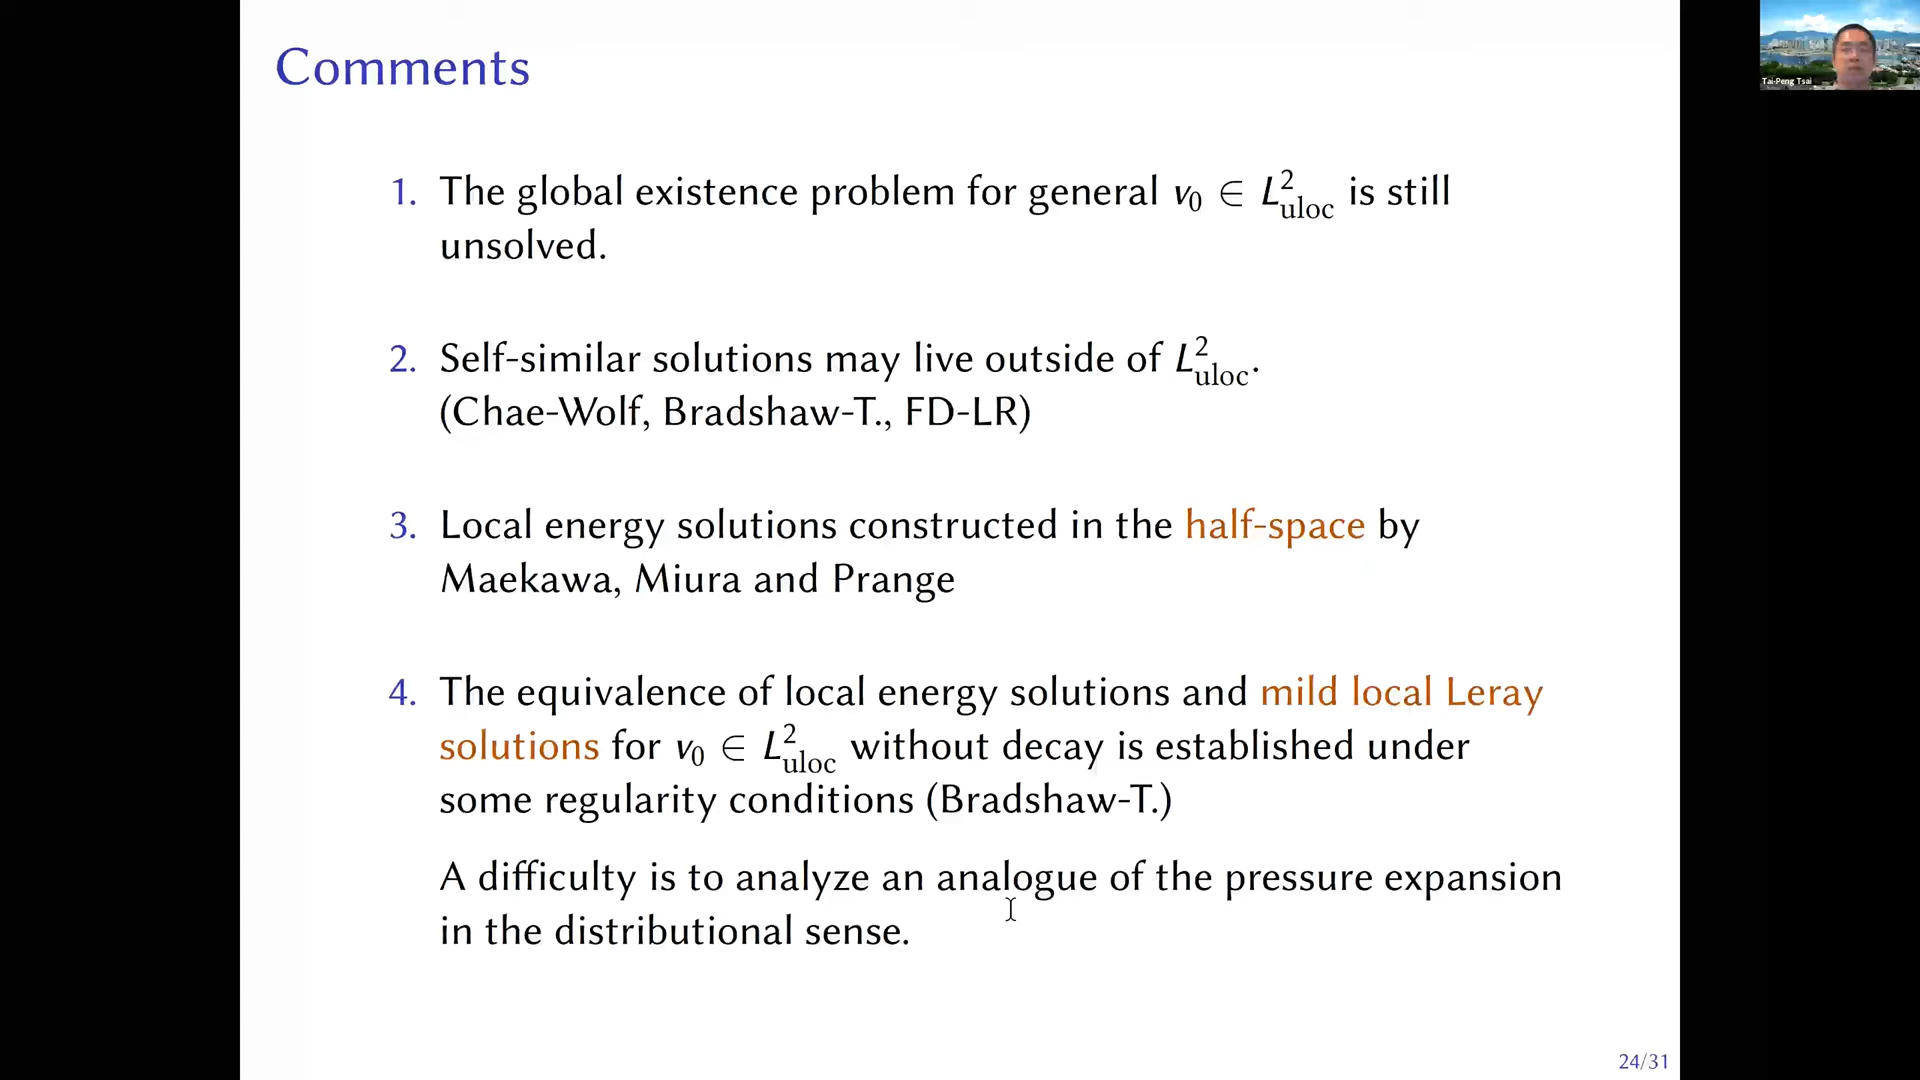 Comments
Tai-Peng Tsai
1. The global existence problem for general v₀ ∈ L²uloc is still
unsolved.
2. Self-similar solutions may live outside of L²uloc.
(Chae-Wolf, Bradshaw-T., FD-LR)
3. Local energy solutions constructed in the half-space by
Maekawa, Miura and Prange
4. The equivalence of local energy solutions and mild local Leray
solutions for v₀ ∈ L²uloc without decay is established under
some regularity conditions (Bradshaw-T.)
A difficulty is to analyze an analogue of the pressure expansion
in the distributional sense.
24/31